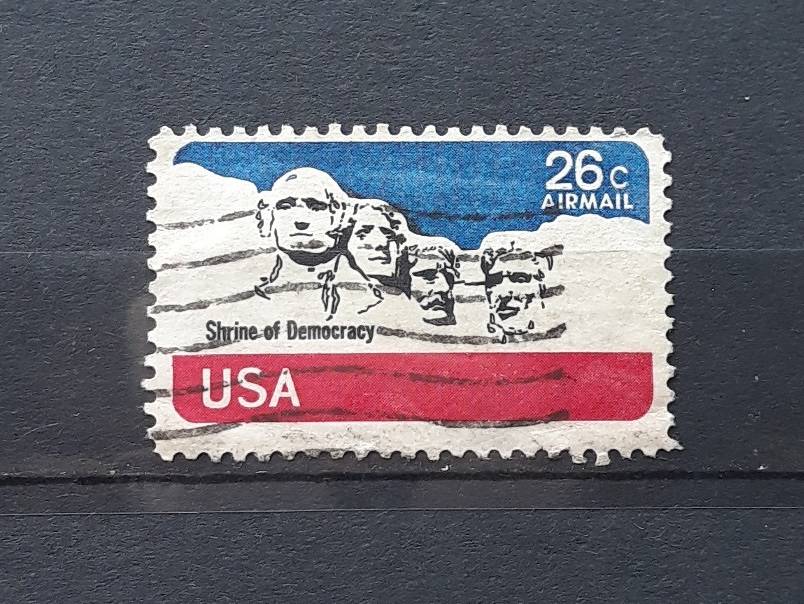 26c
AIRMAIL
Shrine of Democracy
USA